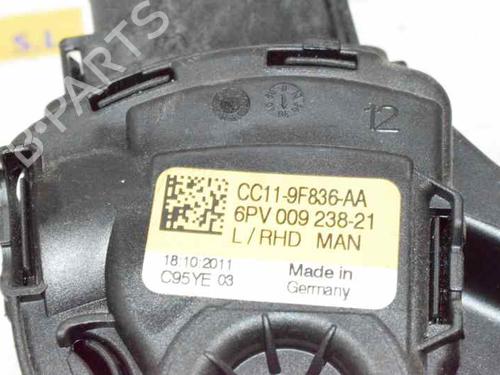 S.L
B-PARTS
12
CC11-9F836-AA
6PV 009 238-21
L / RHD MAN
18.10.2011
C95YE 03
Made in
Germany